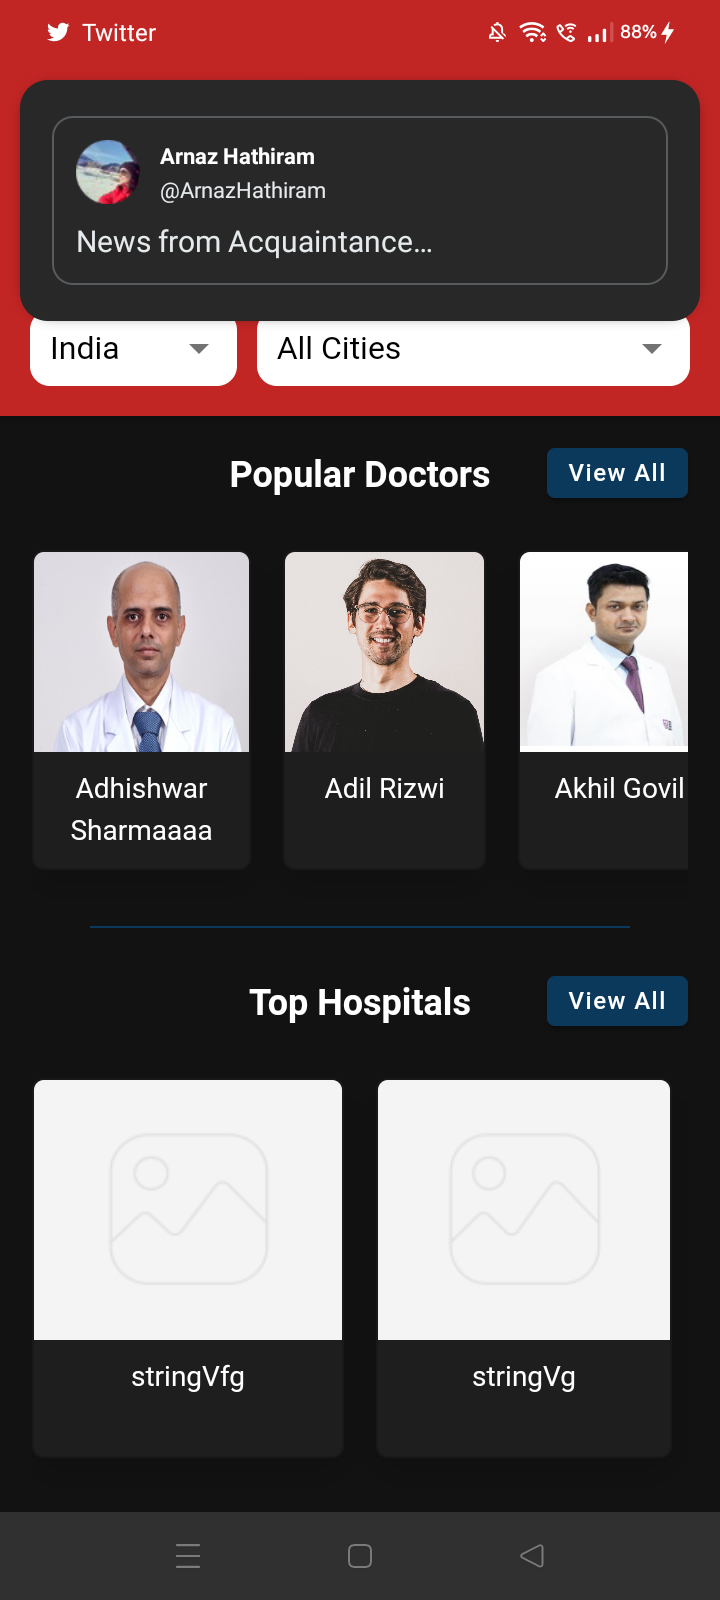 Twitter
88%
Arnaz Hathiram
@ArnazHathiram
News from Acquaintance...
India
All Cities
Popular Doctors
View All
Adhishwar
Sharmaaaa
Adil Rizwi
Akhil Govil
Top Hospitals
View All
stringVfg
stringVg